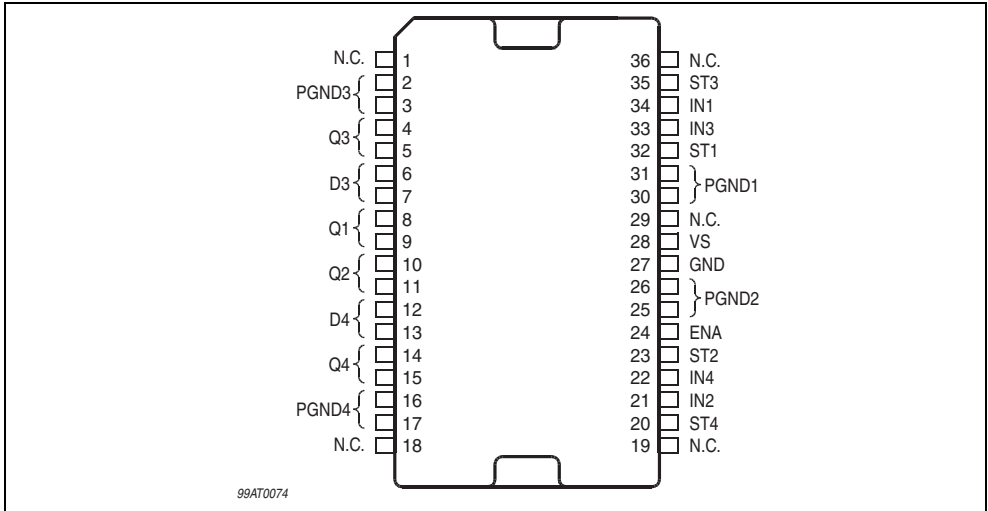 N.C. 1 36 N.C.
PGND3 2 35 ST3
3 34 IN1
Q3 4 33 IN3
5 32 ST1
D3 6 31 PGND1
7 30
Q1 8 29 N.C.
9 28 VS
Q2 10 27 GND
11 26 PGND2
D4 12 25
13 24 ENA
Q4 14 23 ST2
15 22 IN4
PGND4 16 21 IN2
17 20 ST4
N.C. 18 19 N.C.
99AT0074